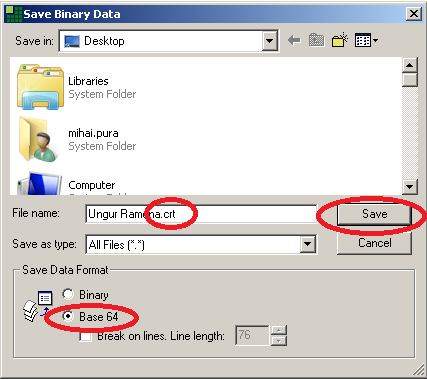 Save Binary Data
Save in: Desktop
Libraries
System Folder
mihai.pura
System Folder
Computer
System Folder
File name: Ungur Ramona.crt Save
Save as type: All Files (*.*) Cancel
Save Data Format
Binary
Base 64
Break on lines. Line length: 76